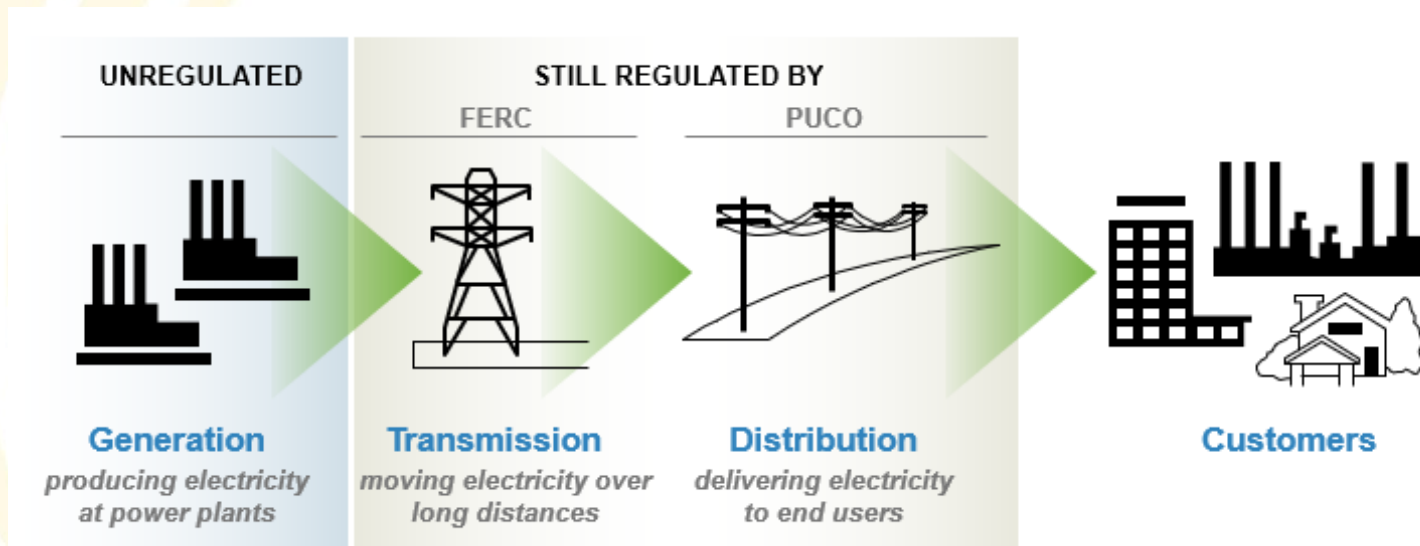 UNREGULATED
STILL REGULATED BY
FERC
PUCO
Generation
producing electricity
at power plants
Transmission
moving electricity over
long distances
Distribution
delivering electricity
to end users
Customers